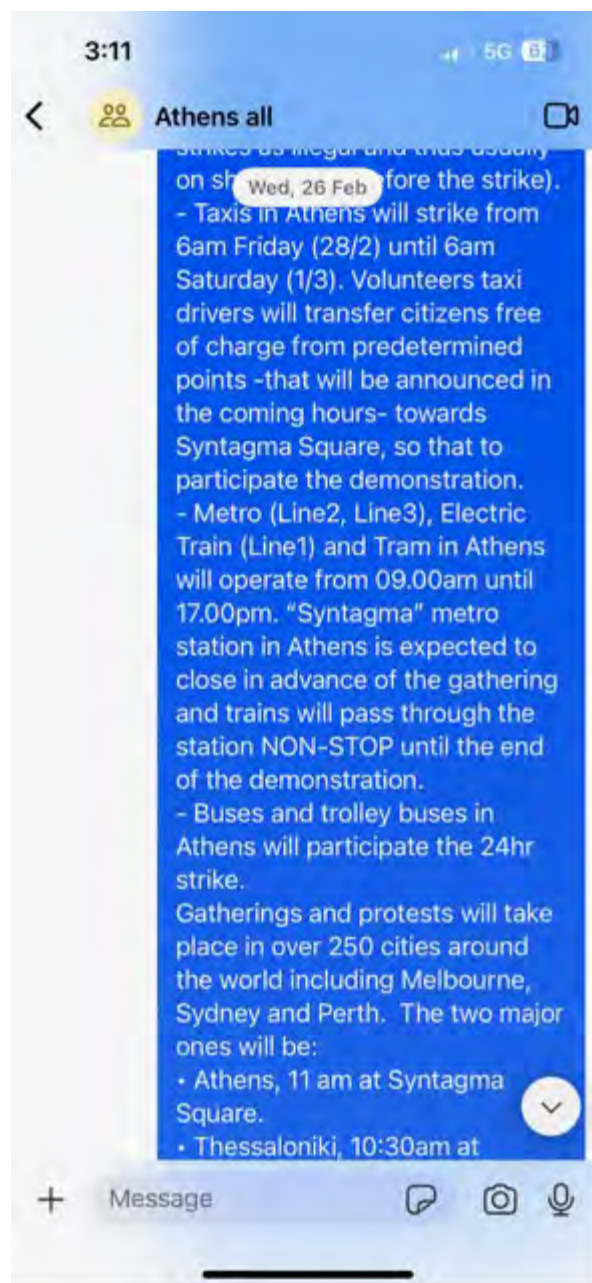 3:11
5G
Athens all
strikes as illegal and thus usually
on sh
Wed, 26 Feb
fore the strike).
- Taxis in Athens will strike from
6am Friday (28/2) until 6am
Saturday (1/3). Volunteers taxi
drivers will transfer citizens free
of charge from predetermined
points -that will be announced in
the coming hours- towards
Syntagma Square, so that to
participate the demonstration.
- Metro (Line2, Line3), Electric
Train (Line1) and Tram in Athens
will operate from 09.00am until
17.00pm. “Syntagma” metro
station in Athens is expected to
close in advance of the gathering
and trains will pass through the
station NON-STOP until the end
of the demonstration.
- Buses and trolley buses in
Athens will participate the 24hr
strike.
Gatherings and protests will take
place in over 250 cities around
the world including Melbourne,
Sydney and Perth. The two major
ones will be:
• Athens, 11 am at Syntagma
Square.
• Thessaloniki, 10:30am at
Message